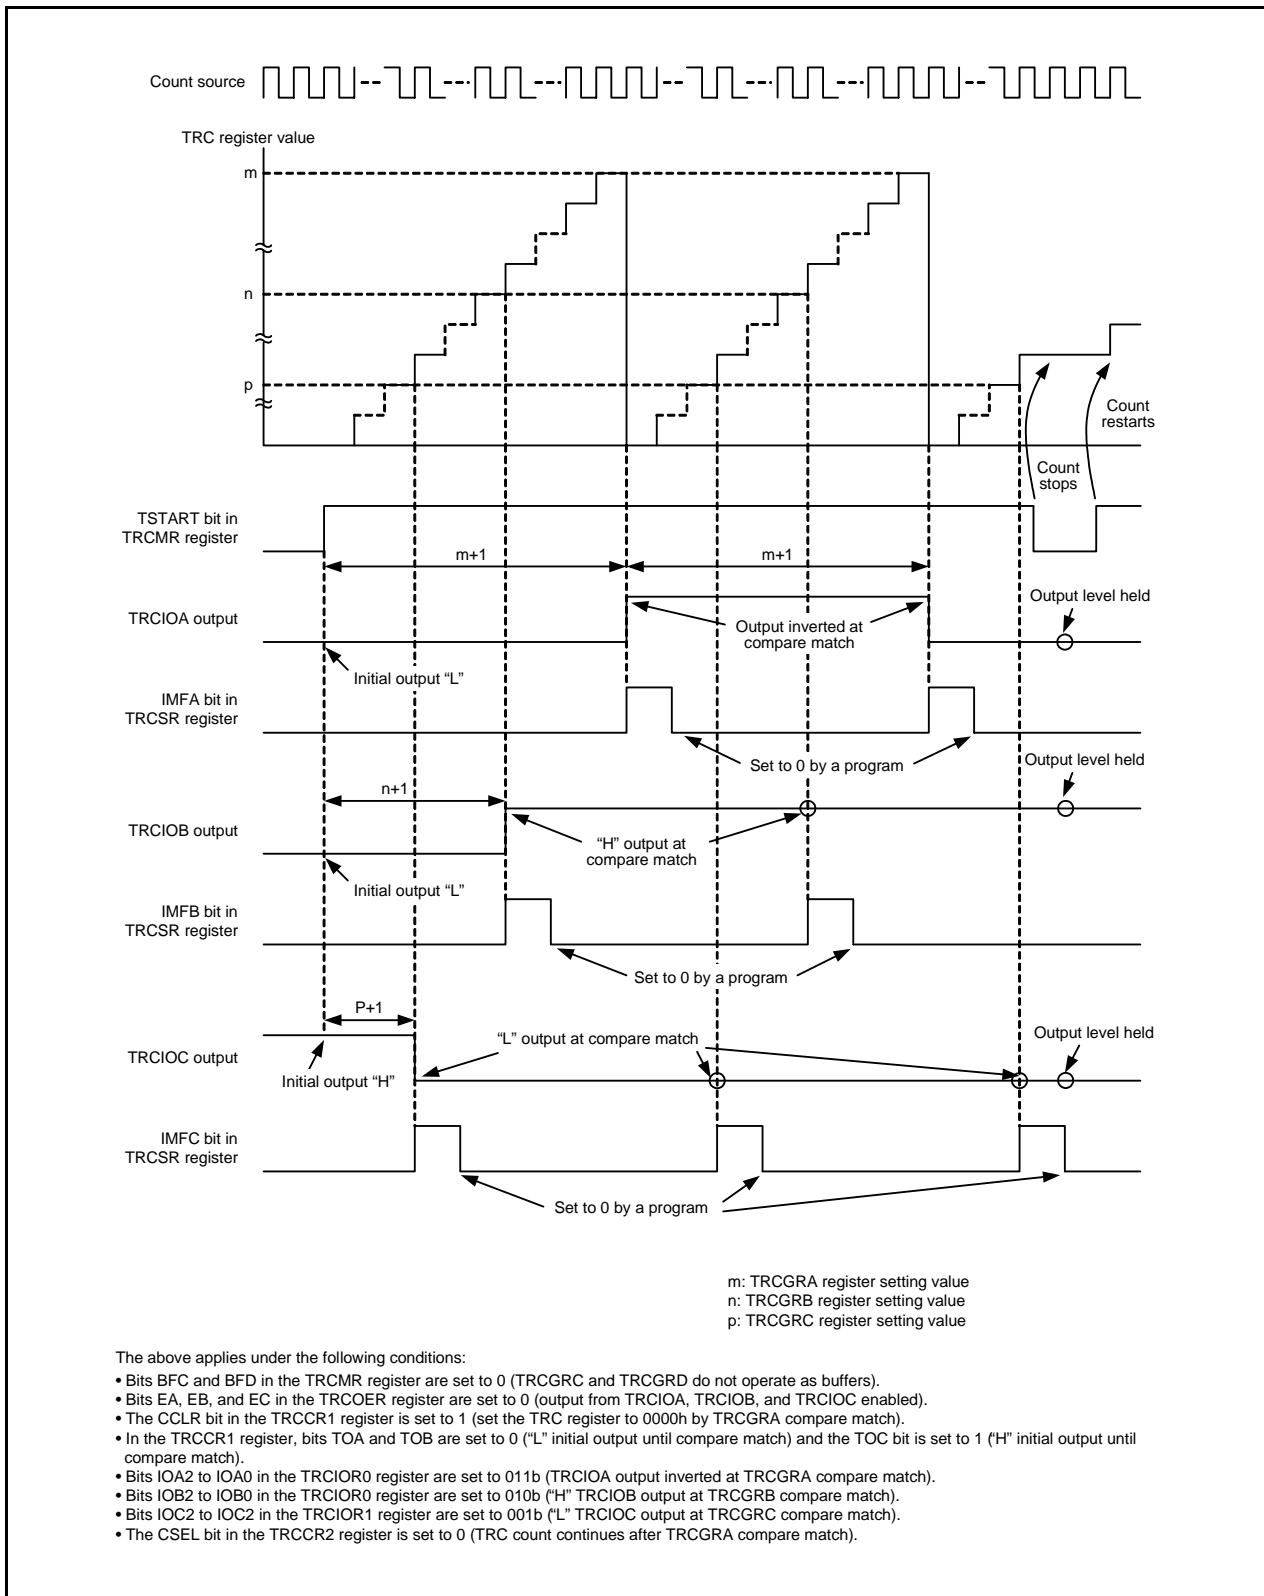 Count source
TRC register value
m
n
p
Count
restarts
Count
stops
TSTART bit in
TRCMR register
m+1
m+1
Output level held
TRCIOA output
Output inverted at
compare match
Initial output “L”
IMFA bit in
TRCSR register
Set to 0 by a program
Output level held
n+1
TRCIOB output
“H” output at
compare match
Initial output “L”
IMFB bit in
TRCSR register
Set to 0 by a program
P+1
“L” output at compare match
Output level held
TRCIOC output
Initial output “H”
IMFC bit in
TRCSR register
Set to 0 by a program
m: TRCGRA register setting value
n: TRCGRB register setting value
p: TRCGRC register setting value
The above applies under the following conditions:
• Bits BFC and BFD in the TRCMR register are set to 0 (TRCGRC and TRCGRD do not operate as buffers).
• Bits EA, EB, and EC in the TRCOER register are set to 0 (output from TRCIOA, TRCIOB, and TRCIOC enabled).
• The CCLR bit in the TRCCR1 register is set to 1 (set the TRC register to 0000h by TRCGRA compare match).
• In the TRCCR1 register, bits TOA and TOB are set to 0 (“L” initial output until compare match) and the TOC bit is set to 1 (“H” initial output until
compare match).
• Bits IOA2 to IOA0 in the TRCIOR0 register are set to 011b (TRCIOA output inverted at TRCGRA compare match).
• Bits IOB2 to IOB0 in the TRCIOR0 register are set to 010b (“H” TRCIOB output at TRCGRB compare match).
• Bits IOC2 to IOC2 in the TRCIOR1 register are set to 001b (“L” TRCIOC output at TRCGRC compare match).
• The CSEL bit in the TRCCR2 register is set to 0 (TRC count continues after TRCGRA compare match).